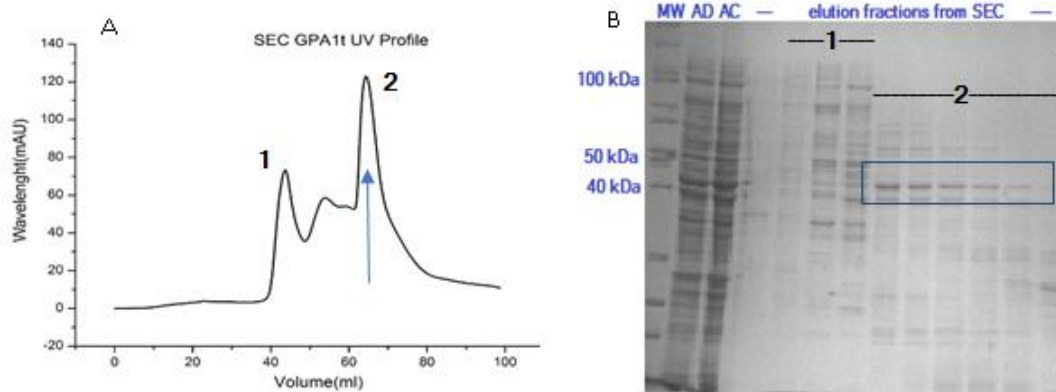 A
SEC GPA1t UV Profile
140
120
100
80
60
40
20
0
-20
Wavelenght(mAU)
1
2
0
20
40
60
80
100
Volume(ml)
B
MW AD AC — elution fractions from SEC —
1
2
100 kDa
50 kDa
40 kDa